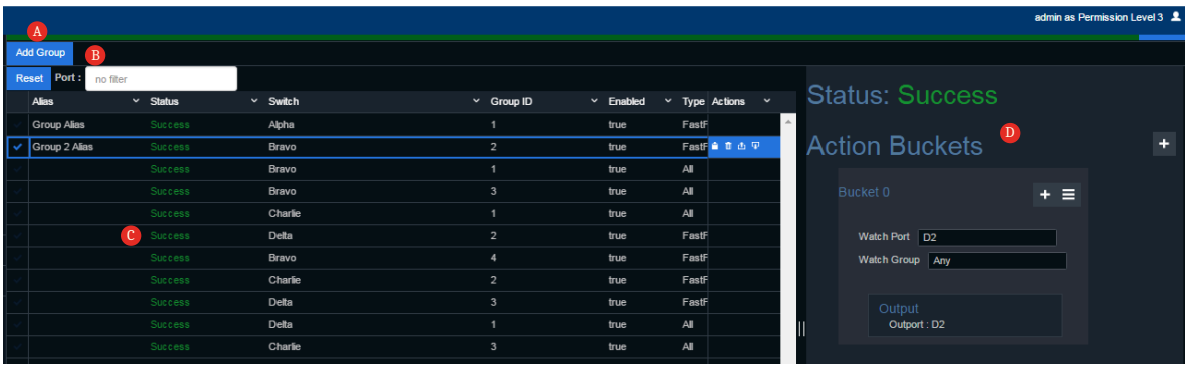 admin as Permission Level 3
A
Add Group
B
Reset Port : no filter
Alias Status Switch Group ID Enabled Type Actions
Group Alias Success Alpha 1 true FastF
Group 2 Alias Success Bravo 2 true FastF
Success Bravo 1 true All
Success Bravo 3 true All
Success Charlie 1 true All
C Success Delta 2 true FastF
Success Bravo 4 true FastF
Success Charlie 2 true FastF
Success Delta 3 true FastF
Success Delta 1 true All
Success Charlie 3 true All
Status: Success
Action Buckets D
Bucket 0
Watch Port D2
Watch Group Any
Output
Outport : D2